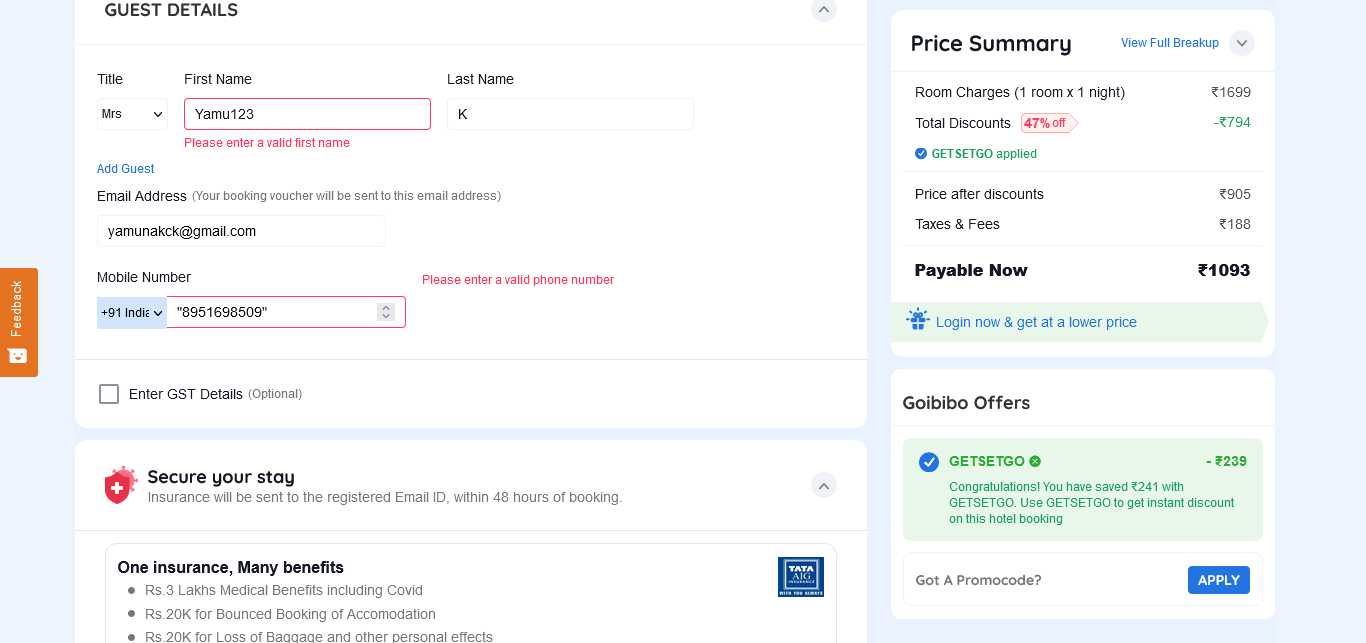 GUEST DETAILS
Title
First Name
Last Name
Mrs
Yamu123
K
Please enter a valid first name
Add Guest
Email Address (Your booking voucher will be sent to this email address)
yamunakck@gmail.com
Mobile Number
Please enter a valid phone number
+91 India
"8951698509"
Enter GST Details (Optional)
Secure your stay
Insurance will be sent to the registered Email ID, within 48 hours of booking.
One insurance, Many benefits
TATA
AIG
INSURANCE
WITH YOU ALWAYS
Rs.3 Lakhs Medical Benefits including Covid
Rs.20K for Bounced Booking of Accomodation
Rs.20K for Loss of Baggage and other personal effects
Feedback
Price Summary
View Full Breakup
Room Charges (1 room x 1 night) ₹1699
Total Discounts 47% off -₹794
GETSETGO applied
Price after discounts ₹905
Taxes & Fees ₹188
Payable Now ₹1093
Login now & get at a lower price
Goibibo Offers
GETSETGO - ₹239
Congratulations! You have saved ₹241 with
GETSETGO. Use GETSETGO to get instant discount
on this hotel booking
Got A Promocode? APPLY